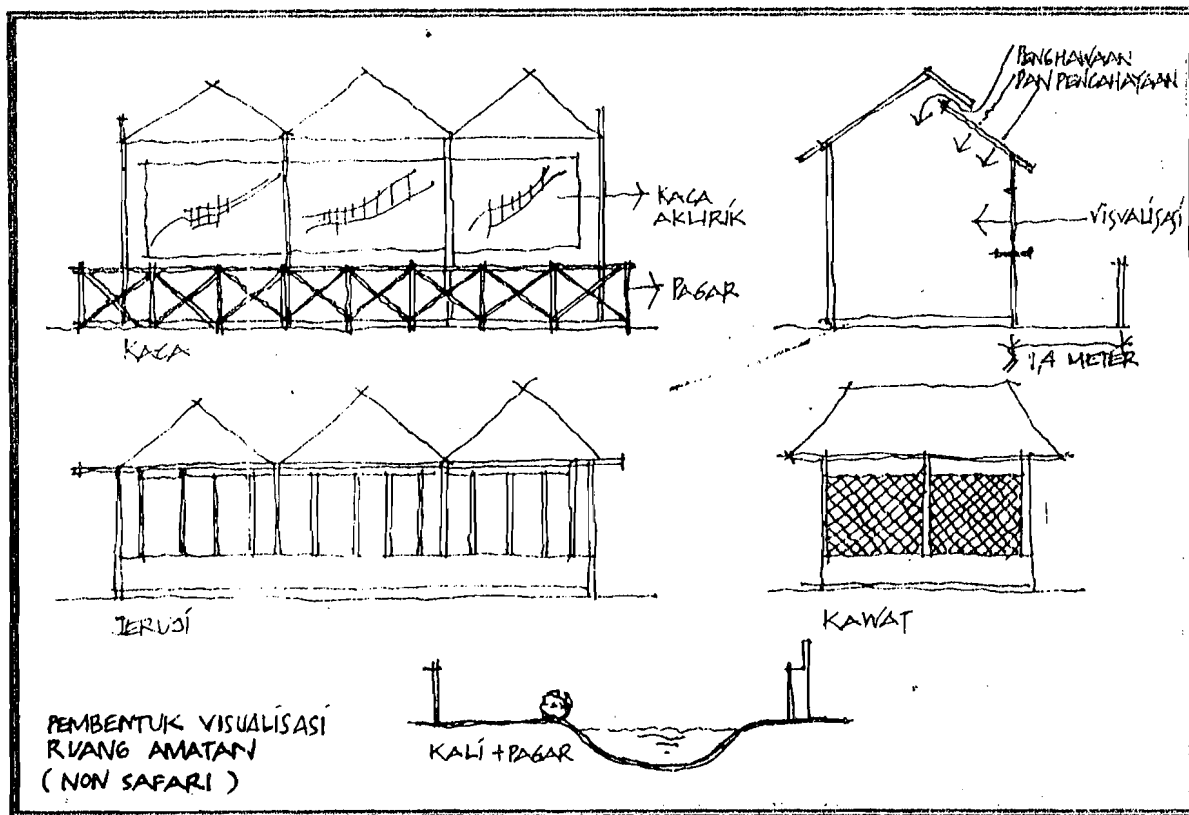 PENGHAWAAN
DAN PENCAHAYAAN
KACA
AKLIRIK
VISUALISASI
PAGAR
KACA
1,4 METER
JERUJI
KAWAT
KALI + PAGAR
PEMBENTUK VISUALISASI
RUANG AMATAN
( NON SAFARI )